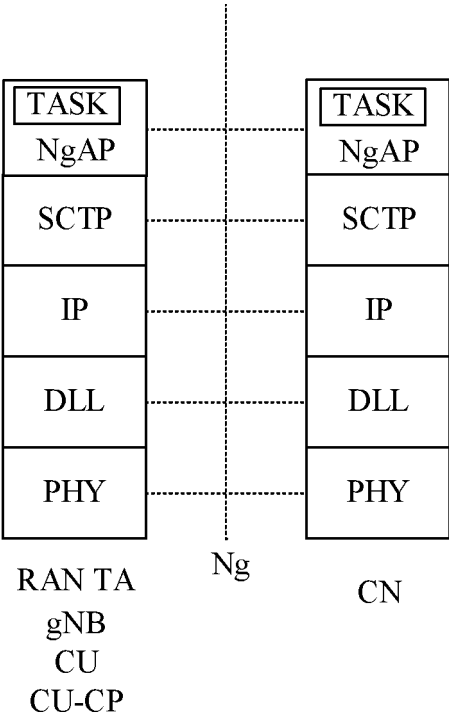 TASK
NgAP
SCTP
IP
DLL
PHY
RAN TA
gNB
CU
CU-CP
Ng
TASK
NgAP
SCTP
IP
DLL
PHY
CN